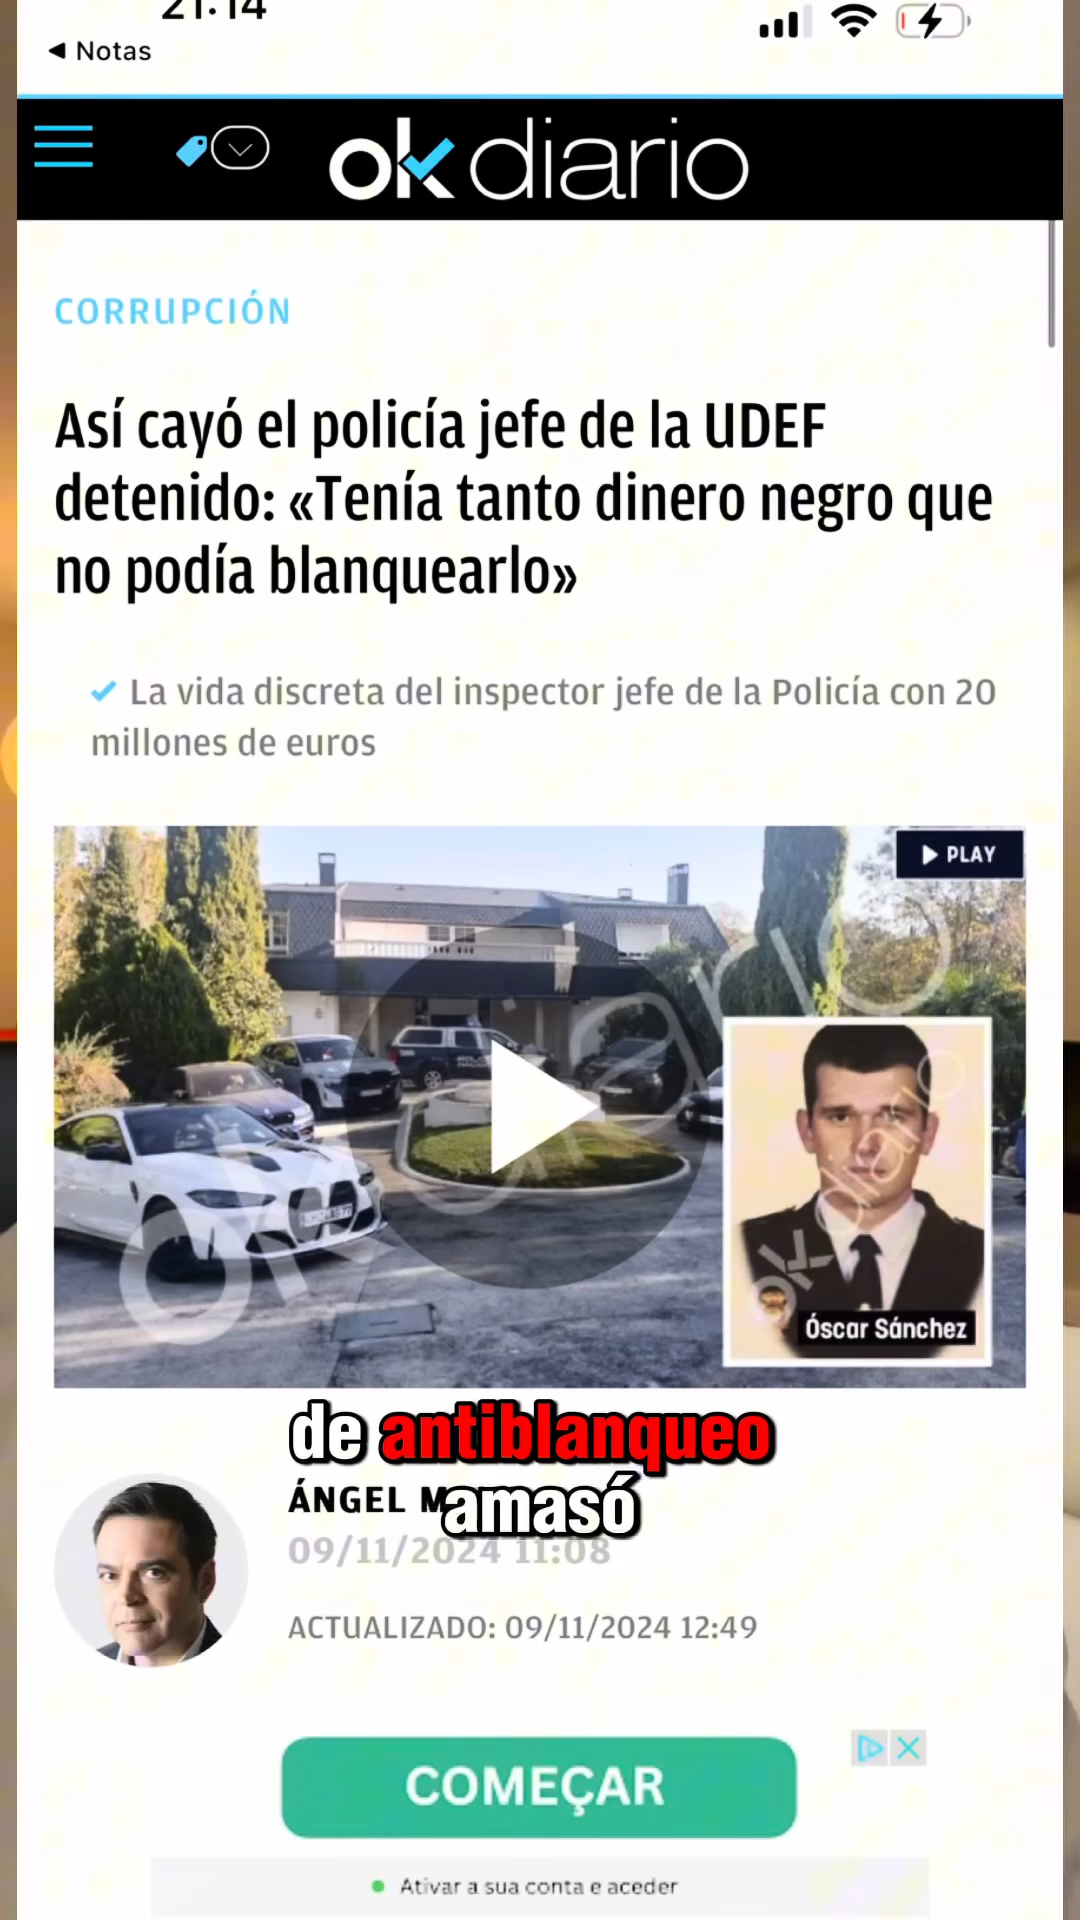 21:14
Notas
ok diario
CORRUPCIÓN
Así cayó el policía jefe de la UDEF
detenido: «Tenía tanto dinero negro que
no podía blanquearlo»
La vida discreta del inspector jefe de la Policía con 20
millones de euros
PLAY
okdiario
okdiario
Óscar Sánchez
de antiblanqueo
amasó
ÁNGEL M
09/11/2024 11:08
ACTUALIZADO: 09/11/2024 12:49
COMEÇAR
Ativar a sua conta e aceder